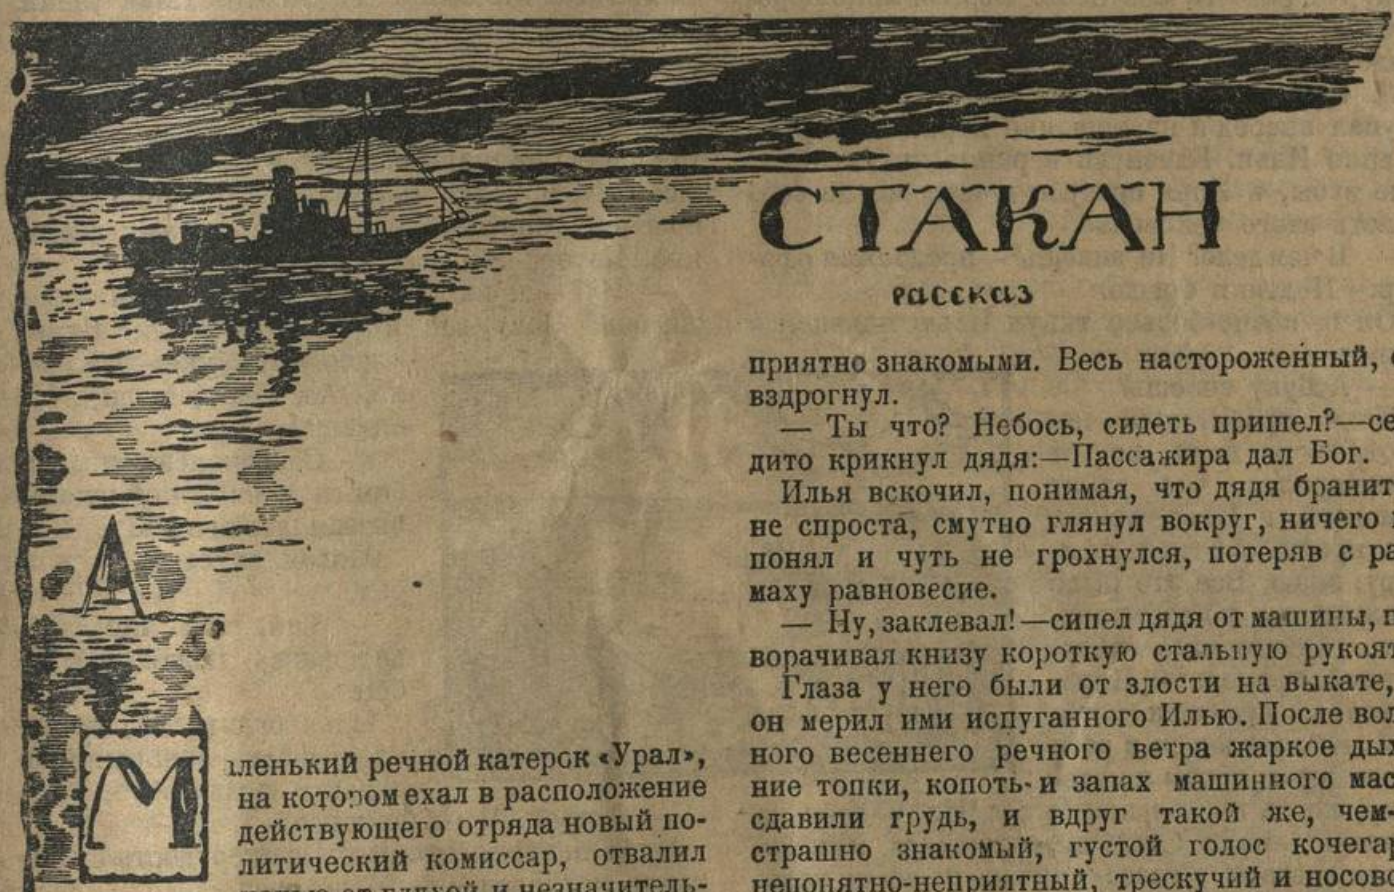 СТАКАН
рассказ
Маленький речной катерок «Урал»,
на котором ехал в расположение
действующего отряда новый по-
литический комиссар, отвалил
и незначитель-
приятно знакомыми. Весь настороженный,
вздрогнул.
— Ты что? Небось, сидеть пришел?—се
дито крикнул дядя:—Пассажира дал Бог.
Илья вскочил, понимая, что дядя бранит
не спроста, смутно глянул вокруг, ничего
понял и чуть не грохнулся, потеряв с ра
маху равновесие.
— Ну, заклевал!—сипел дядя от машины, п
ворачивая книзу короткую стальную рукоят
Глаза у него были от злости на выкате,
он мерил ими испуганного Илью. После вол
ного весеннего речного ветра жаркое дых
ние топки, копоть и запах машинного мас
сдавили грудь, и вдруг такой же, чем-
страшно знакомый, густой голос кочегар
непонятно-неприятный, трескучий и носово